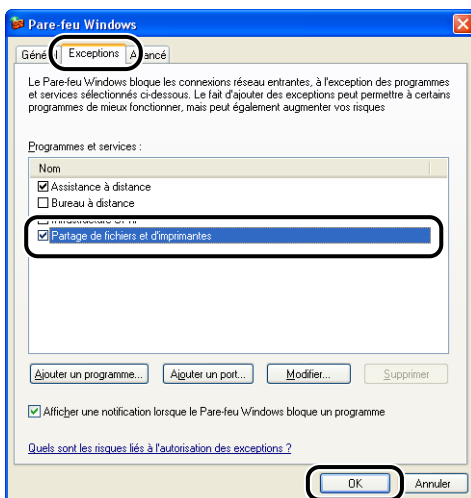 Pare-feu Windows
Exceptions
Le Pare-feu Windows bloque les connexions réseau entrantes, à l'exception des programmes
et services sélectionnés ci-dessous. Le fait d'ajouter des exceptions peut permettre à certains
programmes de mieux fonctionner, mais peut également augmenter vos risques
Programmes et services :
Nom
Assistance à distance
Bureau à distance
Partage de fichiers et d'imprimantes
Ajouter un programme... Ajouter un port... Modifier... Supprimer
Afficher une notification lorsque le Pare-feu Windows bloque un programme
Quels sont les risques liés à l'autorisation des exceptions ?
OK Annuler